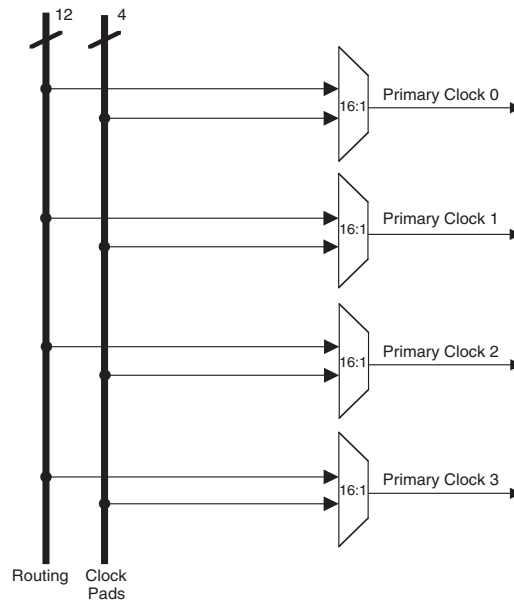 12
4
Primary Clock 0
16:1
Primary Clock 1
16:1
Primary Clock 2
16:1
Primary Clock 3
16:1
Routing
Clock
Pads